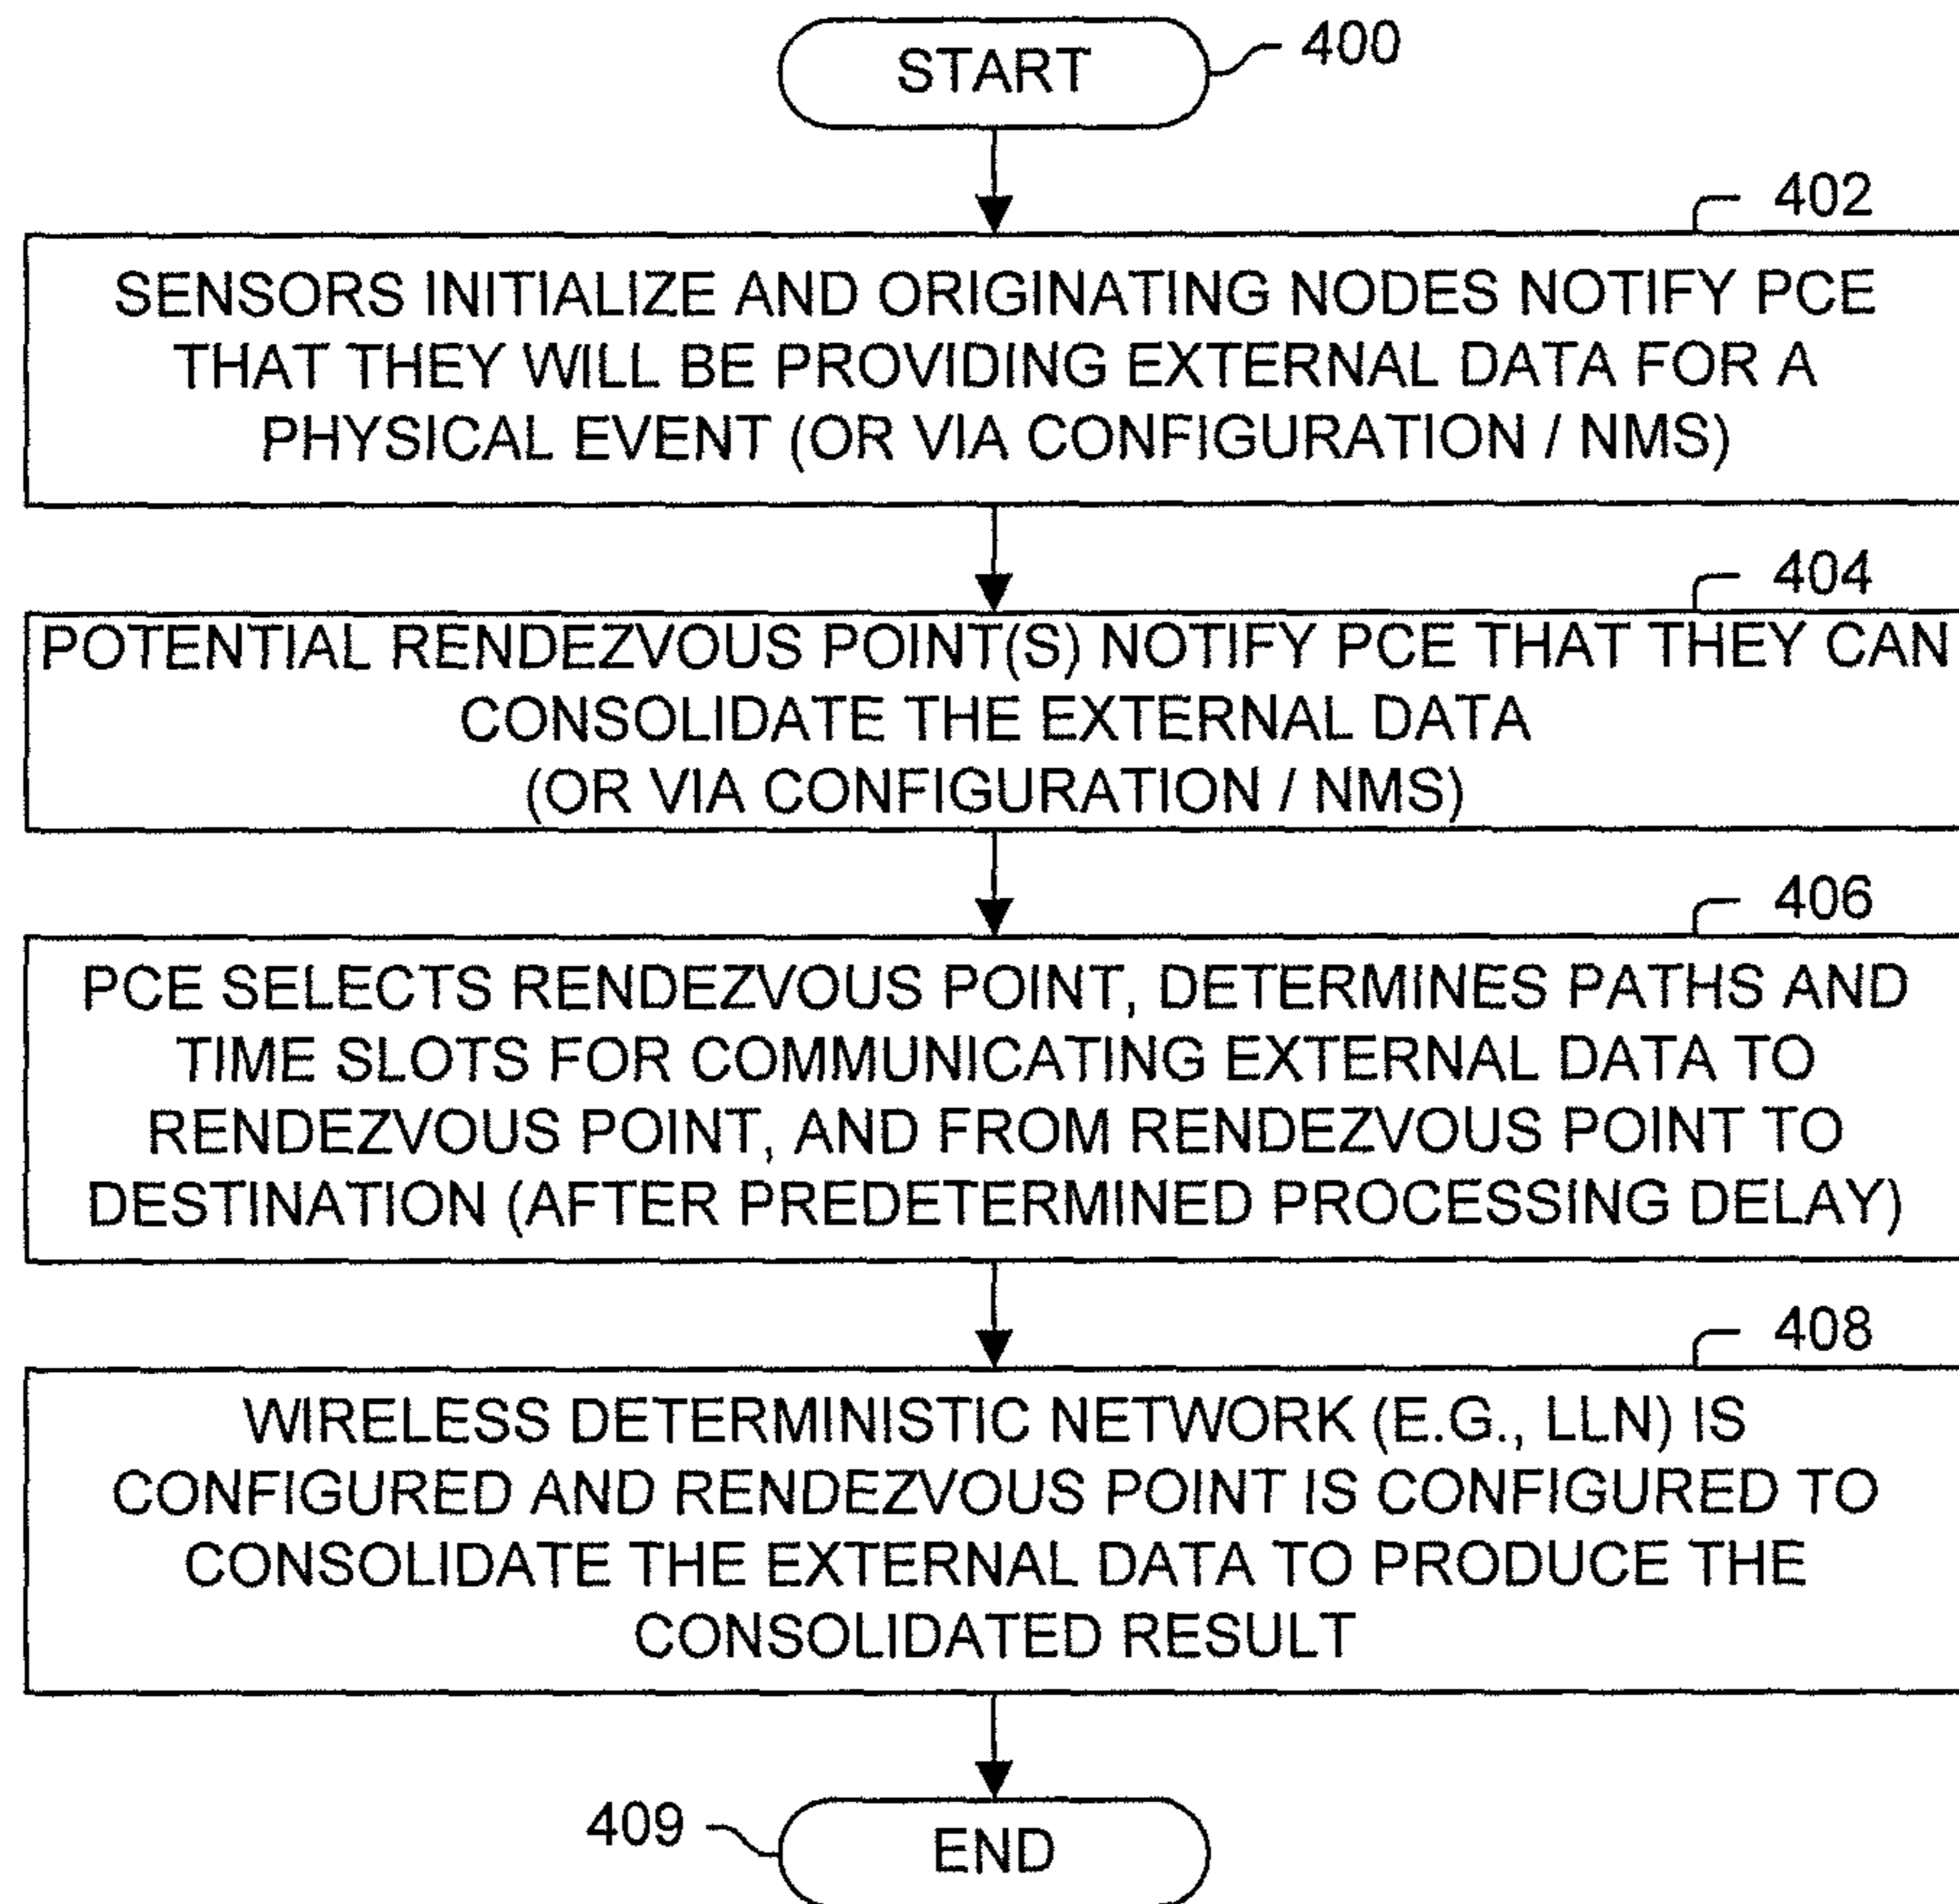 START
400
402
SENSORS INITIALIZE AND ORIGINATING NODES NOTIFY PCE
THAT THEY WILL BE PROVIDING EXTERNAL DATA FOR A
PHYSICAL EVENT (OR VIA CONFIGURATION / NMS)
404
POTENTIAL RENDEZVOUS POINT(S) NOTIFY PCE THAT THEY CAN
CONSOLIDATE THE EXTERNAL DATA
(OR VIA CONFIGURATION / NMS)
406
PCE SELECTS RENDEZVOUS POINT, DETERMINES PATHS AND
TIME SLOTS FOR COMMUNICATING EXTERNAL DATA TO
RENDEZVOUS POINT, AND FROM RENDEZVOUS POINT TO
DESTINATION (AFTER PREDETERMINED PROCESSING DELAY)
408
WIRELESS DETERMINISTIC NETWORK (E.G., LLN) IS
CONFIGURED AND RENDEZVOUS POINT IS CONFIGURED TO
CONSOLIDATE THE EXTERNAL DATA TO PRODUCE THE
CONSOLIDATED RESULT
409
END